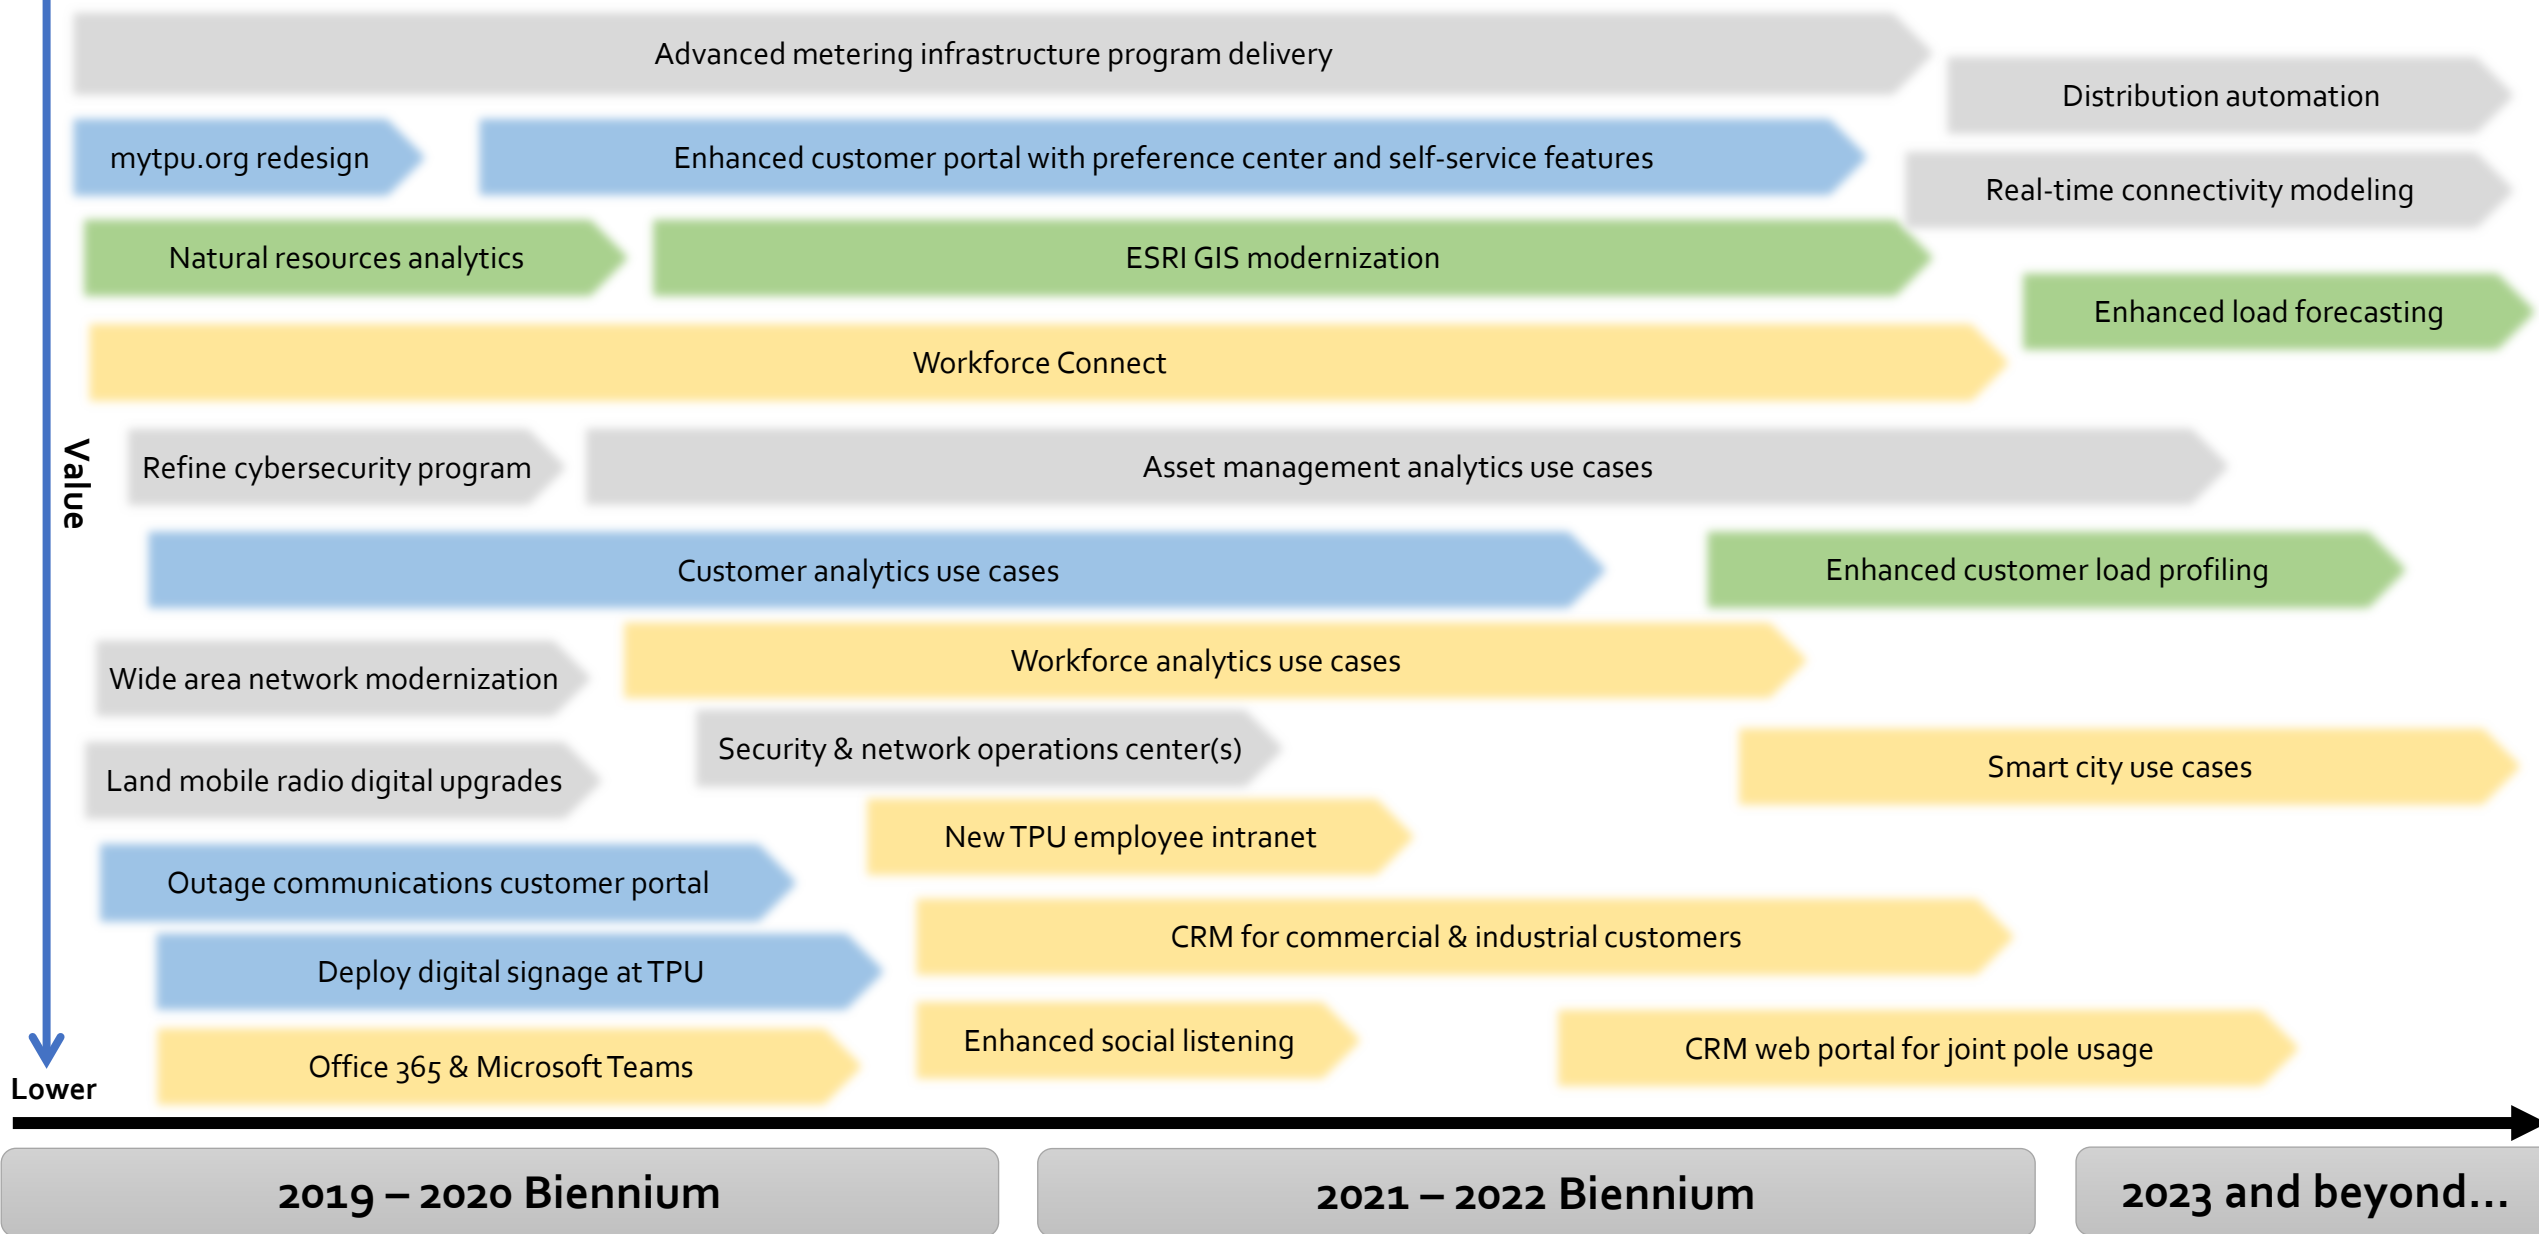 Advanced metering infrastructure program delivery
Distribution automation
mytpu.org redesign
Enhanced customer portal with preference center and self-service features
Real-time connectivity modeling
Natural resources analytics
ESRI GIS modernization
Enhanced load forecasting
Workforce Connect
Value
Refine cybersecurity program
Asset management analytics use cases
Customer analytics use cases
Enhanced customer load profiling
Wide area network modernization
Workforce analytics use cases
Security & network operations center(s)
Smart city use cases
Land mobile radio digital upgrades
New TPU employee intranet
Outage communications customer portal
CRM for commercial & industrial customers
Deploy digital signage at TPU
Enhanced social listening
CRM web portal for joint pole usage
Office 365 & Microsoft Teams
Lower
2019 – 2020 Biennium
2021 – 2022 Biennium
2023 and beyond...